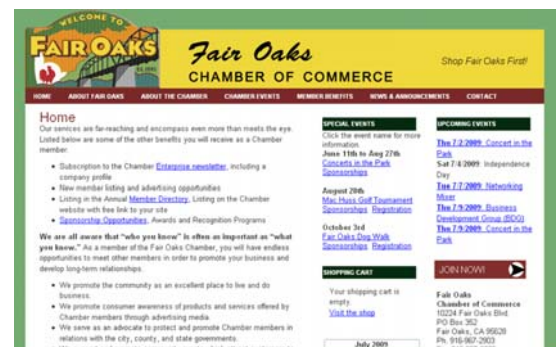 WELCOME TO
FAIR OAKS
Fair Oaks
CHAMBER OF COMMERCE
Shop Fair Oaks First!
HOME ABOUT FAIR OAKS ABOUT THE CHAMBER CHAMBER EVENTS MEMBER BENEFITS NEWS & ANNOUNCEMENTS CONTACT
Home
Our services are far-reaching and encompass even more than meets the eye.
Listed below are some of the other benefits you will receive as a Chamber
member:
Subscription to the Chamber Enterprise newsletter, including a
company profile
New member listing and advertising opportunities
Listing in the Annual Member Directory, Listing on the Chamber
website with free link to your site
Sponsorship Opportunities, Awards and Recognition Programs
We are all aware that "who you know" is often as important as "what
you know." As a member of the Fair Oaks Chamber, you will have endless
opportunities to meet other members in order to promote your business and
develop long-term relationships.
We promote the community as an excellent place to live and do
business.
We promote consumer awareness of products and services offered by
Chamber members through advertising media.
We serve as an advocate to protect and promote Chamber members in
relations with the city, county, and state governments.
SPECIAL EVENTS
Click the event name for more
information.
June 11th to Aug 27th
Concerts in the Park
Sponsorships
August 20th
Mac Huss Golf Tournament
Sponsorships Registration
October 3rd
Fair Oaks Dog Walk
Sponsorships Registration
SHOPPING CART
Your shopping cart is
empty.
Visit the shop
July 2009
UPCOMING EVENTS
Thu 7/2/2009: Concert in the
Park
Sat 7/4/2009: Independence
Day
Tue 7/7/2009: Networking
Mixer
Thu 7/9/2009: Business
Development Group (BDG)
Thu 7/9/2009: Concert in the
Park
JOIN NOW!
Fair Oaks
Chamber of Commerce
10224 Fair Oaks Blvd.
PO Box 352
Fair Oaks, CA 95628
Ph. 916-967-2903